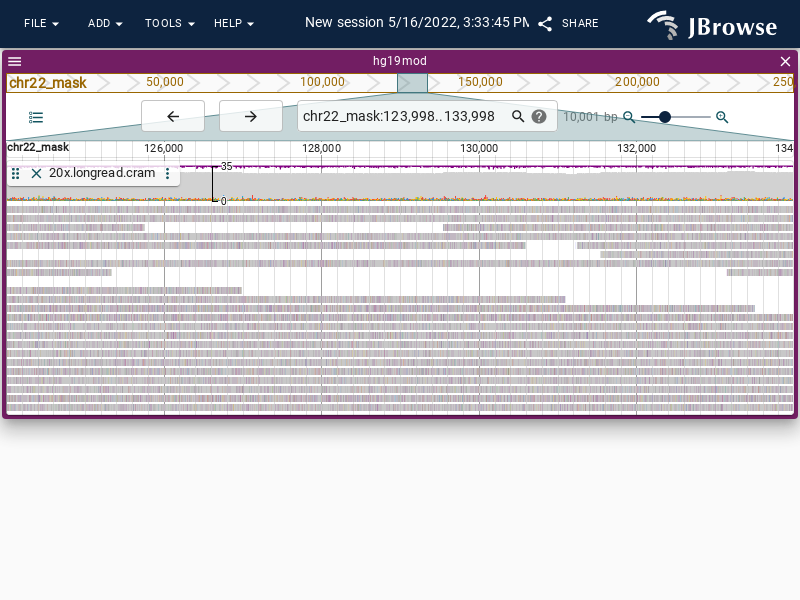 FILE ADD TOOLS HELP New session 5/16/2022, 3:33:45 PM SHARE JBrowse
hg19mod
chr22_mask 50,000 100,000 150,000 200,000 250
chr22_mask:123,998..133,998 10,001 bp
chr22_mask 126,000 128,000 130,000 132,000 134
20x.longread.cram 35
0